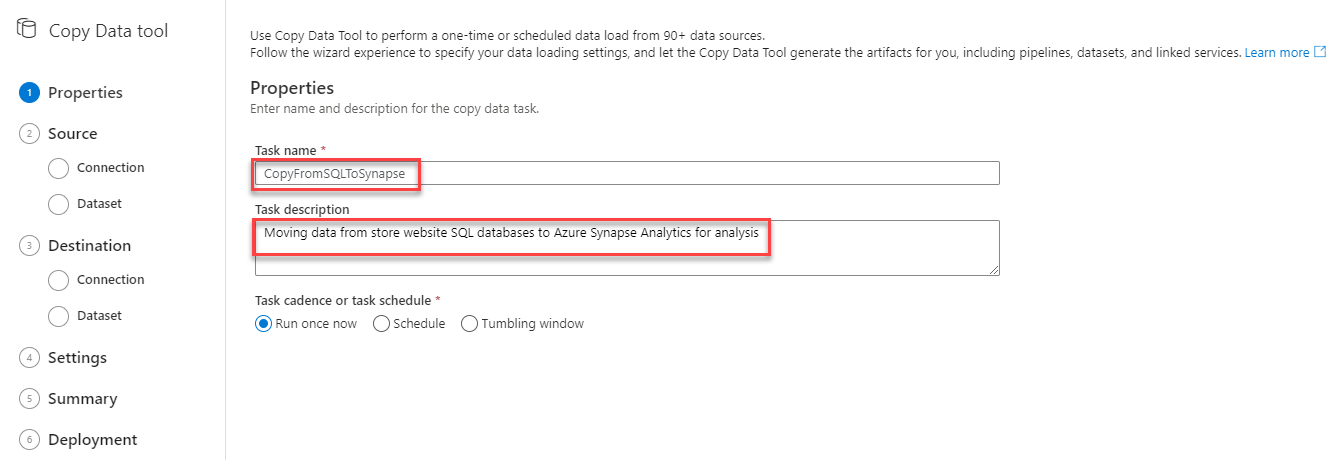 Copy Data tool
1 Properties
2 Source
Connection
Dataset
3 Destination
Connection
Dataset
4 Settings
5 Summary
6 Deployment
Use Copy Data Tool to perform a one-time or scheduled data load from 90+ data sources.
Follow the wizard experience to specify your data loading settings, and let the Copy Data Tool generate the artifacts for you, including pipelines, datasets, and linked services. Learn more
Properties
Enter name and description for the copy data task.
Task name *
CopyFromSQLToSynapse
Task description
Moving data from store website SQL databases to Azure Synapse Analytics for analysis
Task cadence or task schedule *
Run once now Schedule Tumbling window